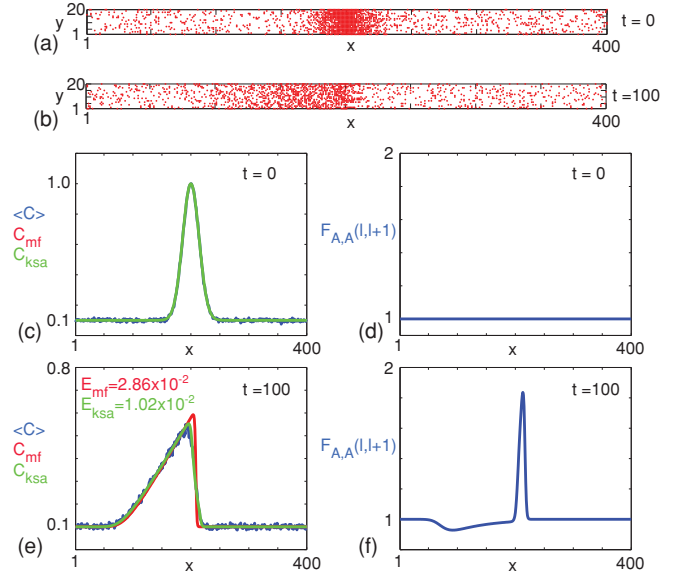 20
y
1
(a)
1
x
400
t = 0
20
y
1
(b)
1
x
400
t =100
1.0
<C>
C_mf
C_ksa
0.1
(c)
1
x
400
t = 0
2
F_A,A(l,l+1)
1
(d)
1
x
400
t = 0
0.8
E_mf=2.86x10^-2
E_ksa=1.02x10^-2
t =100
<C>
C_mf
C_ksa
0.1
(e)
1
x
400
2
t =100
F_A,A(l,l+1)
1
(f)
1
x
400